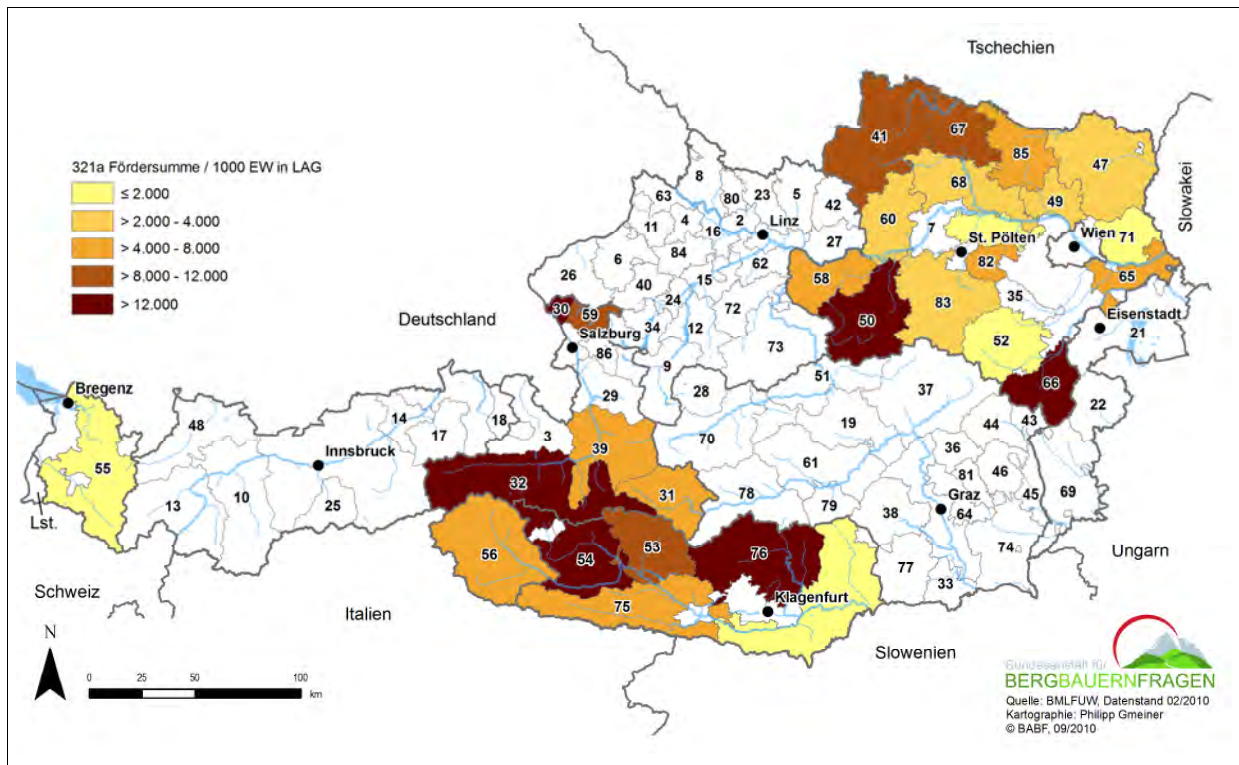 Tschechien
321a Fördersumme / 1000 EW in LAG
≤ 2.000
> 2.000 - 4.000
> 4.000 - 8.000
> 8.000 - 12.000
> 12.000
41
67
85
47
8
63
80
23
5
42
68
49
60
11
4
16
2
Linz
7
St. Pölten
Wien
71
Slowakei
27
6
84
62
58
82
65
26
40
15
24
72
50
83
35
30
59
34
12
52
Eisenstadt
21
Deutschland
Salzburg
86
73
9
51
66
Bregenz
28
37
22
29
48
14
17
18
3
70
19
44
43
39
36
Innsbruck
61
81
46
55
32
31
78
79
Graz
45
69
13
10
25
38
64
Lst.
56
54
53
76
77
74
Ungarn
33
Schweiz
Italien
75
Klagenfurt
N
Slowenien
0 25 50 100
km
Bundesanstalt für
BERGBAUERNFRAGEN
Quelle: BMLFUW, Datenstand 02/2010
Kartographie: Philipp Gmeiner
© BABF, 09/2010